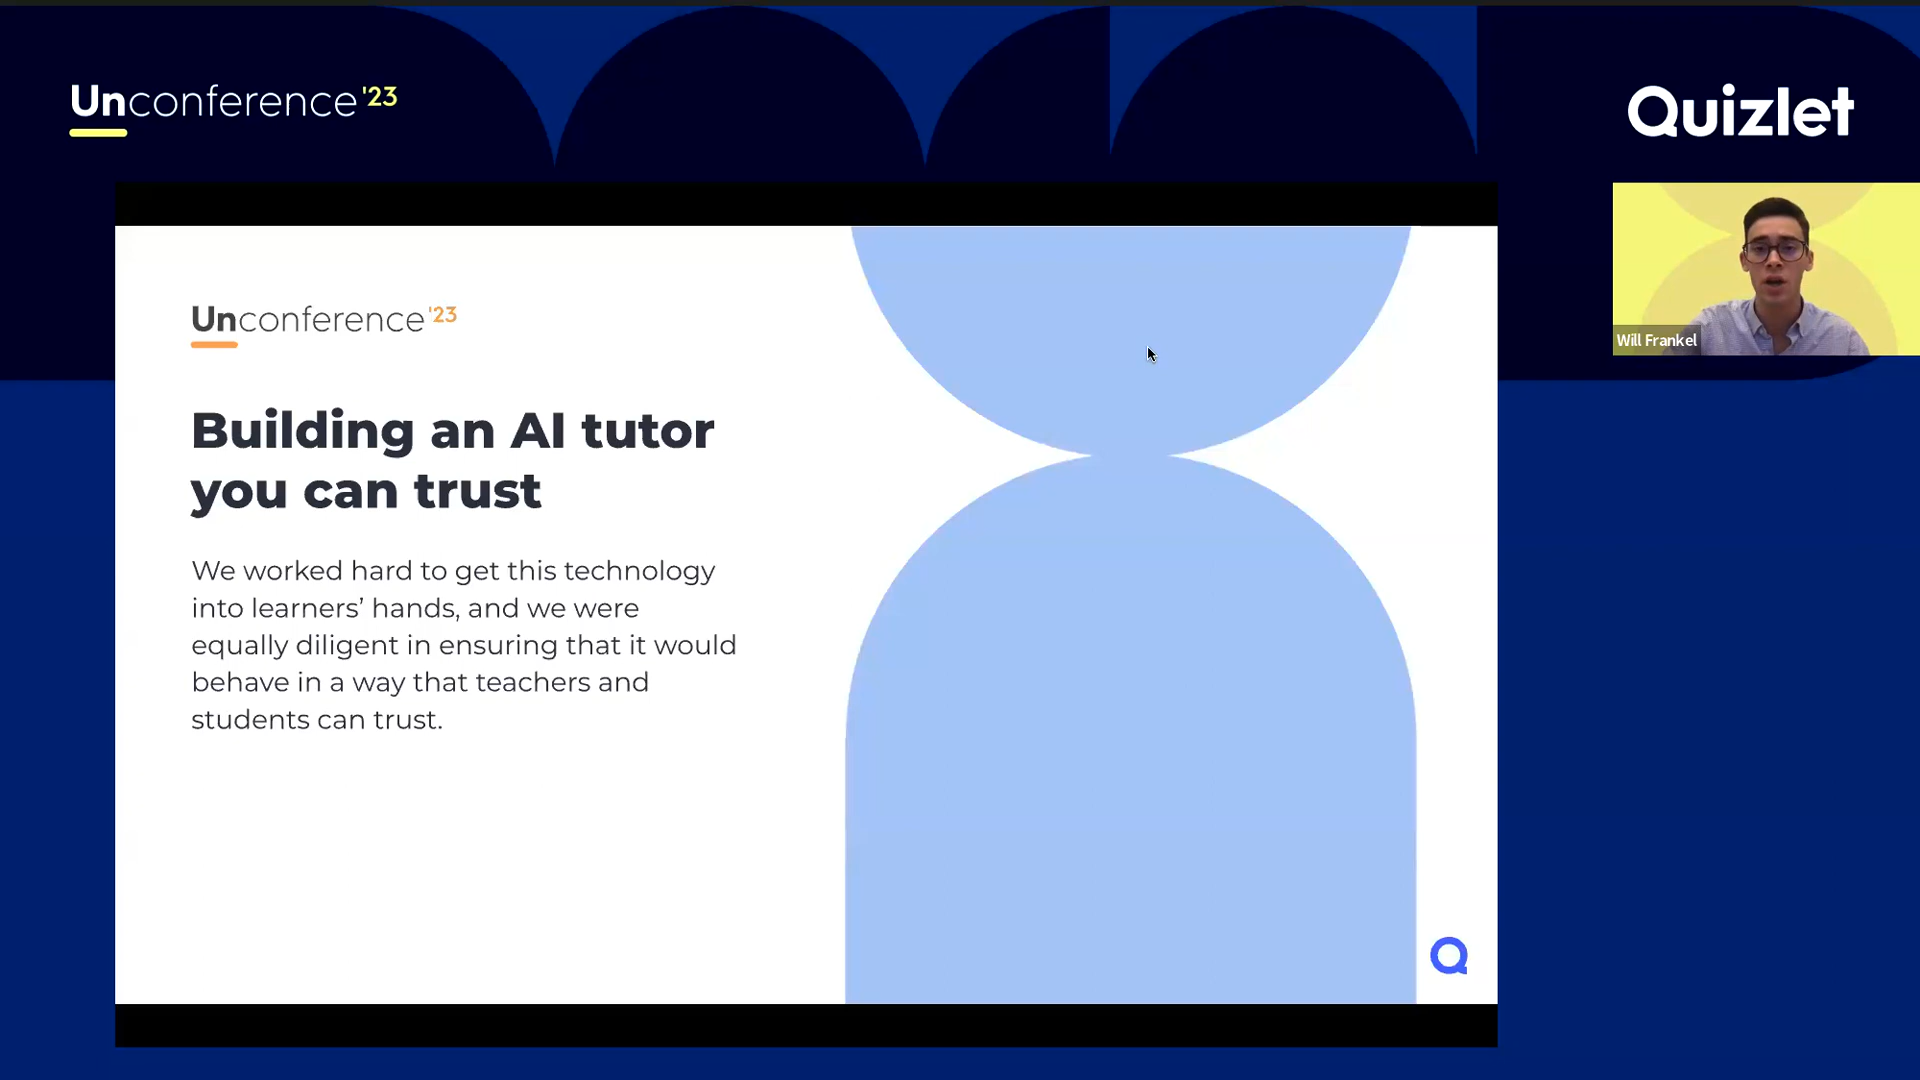 Unconference '23
Quizlet
Will Frankel
Unconference '23
Building an AI tutor
you can trust
We worked hard to get this technology
into learners’ hands, and we were
equally diligent in ensuring that it would
behave in a way that teachers and
students can trust.